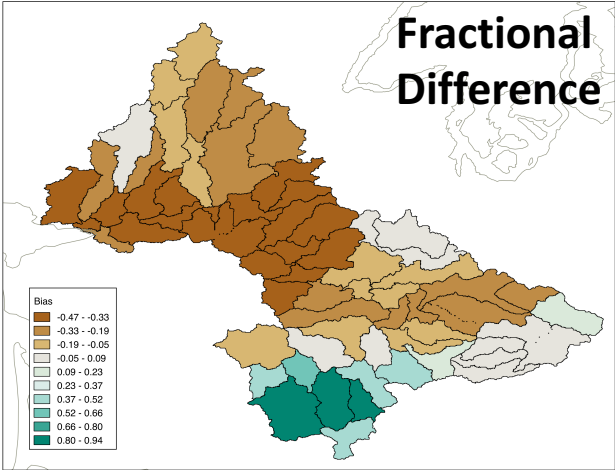 Fractional
Difference
Bias
-0.47 - -0.33
-0.33 - -0.19
-0.19 - -0.05
-0.05 - 0.09
0.09 - 0.23
0.23 - 0.37
0.37 - 0.52
0.52 - 0.66
0.66 - 0.80
0.80 - 0.94